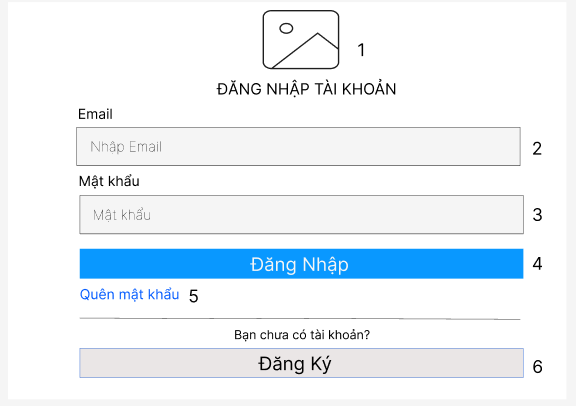 1
ĐĂNG NHẬP TÀI KHOẢN
Email
Nhập Email 2
Mật khẩu
Mật khẩu 3
Đăng Nhập 4
Quên mật khẩu 5
Bạn chưa có tài khoản?
Đăng Ký 6